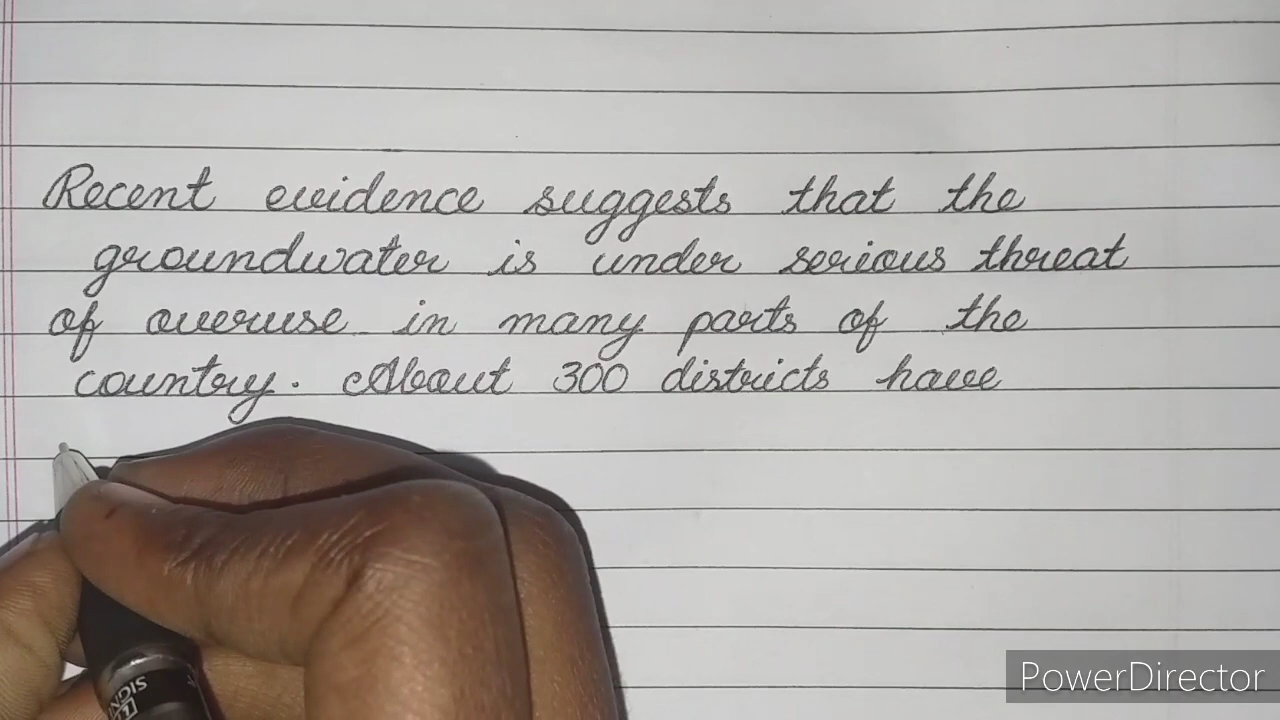 Recent evidence suggests that the
groundwater is under serious threat
of overuse in many parts of the
country. About 300 districts have
SIGN
PowerDirector